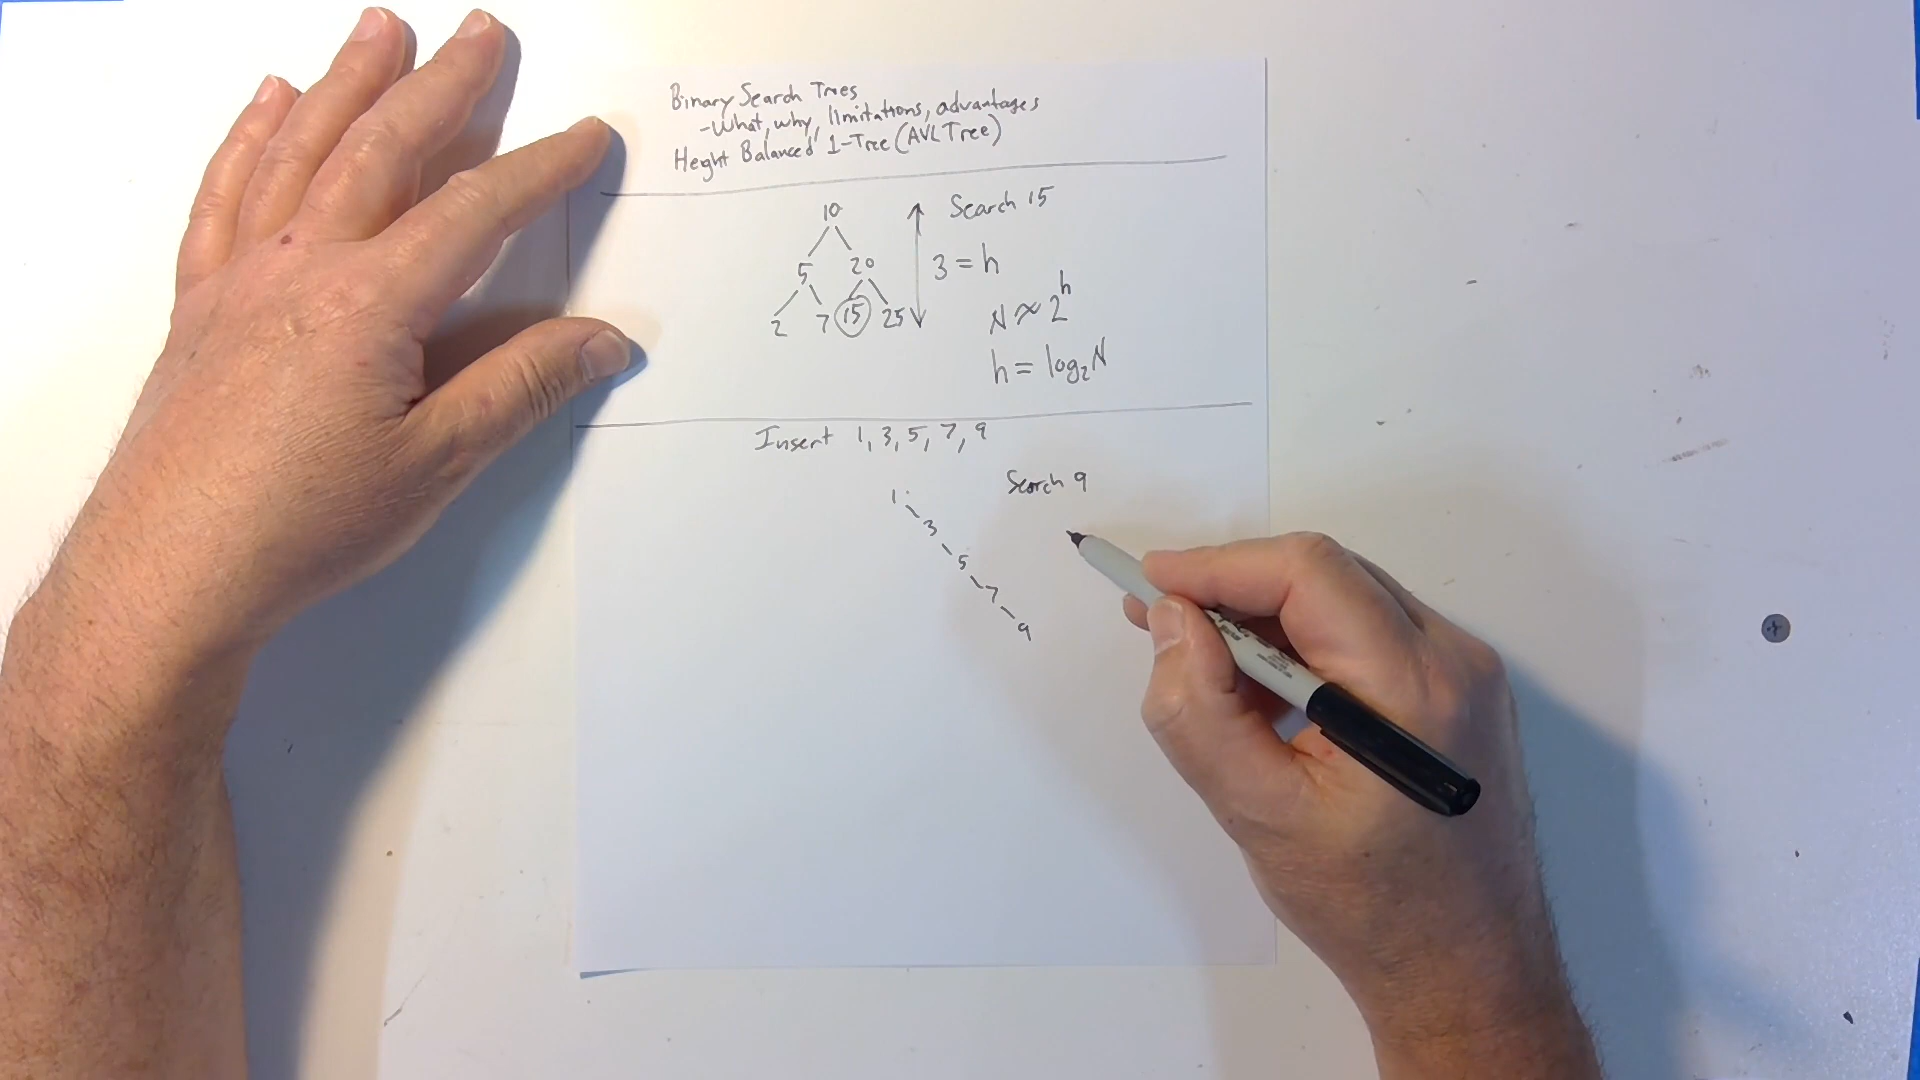 Binary Search Trees
-What, why, limitations, advantages
Height Balanced 1-Tree (AVL Tree)
Search 15
10
5 20
3 = h
2 7 15 25
N ≈ 2^h
h = log₂N
Insert 1, 3, 5, 7, 9
Search 9
1
3
5
7
9